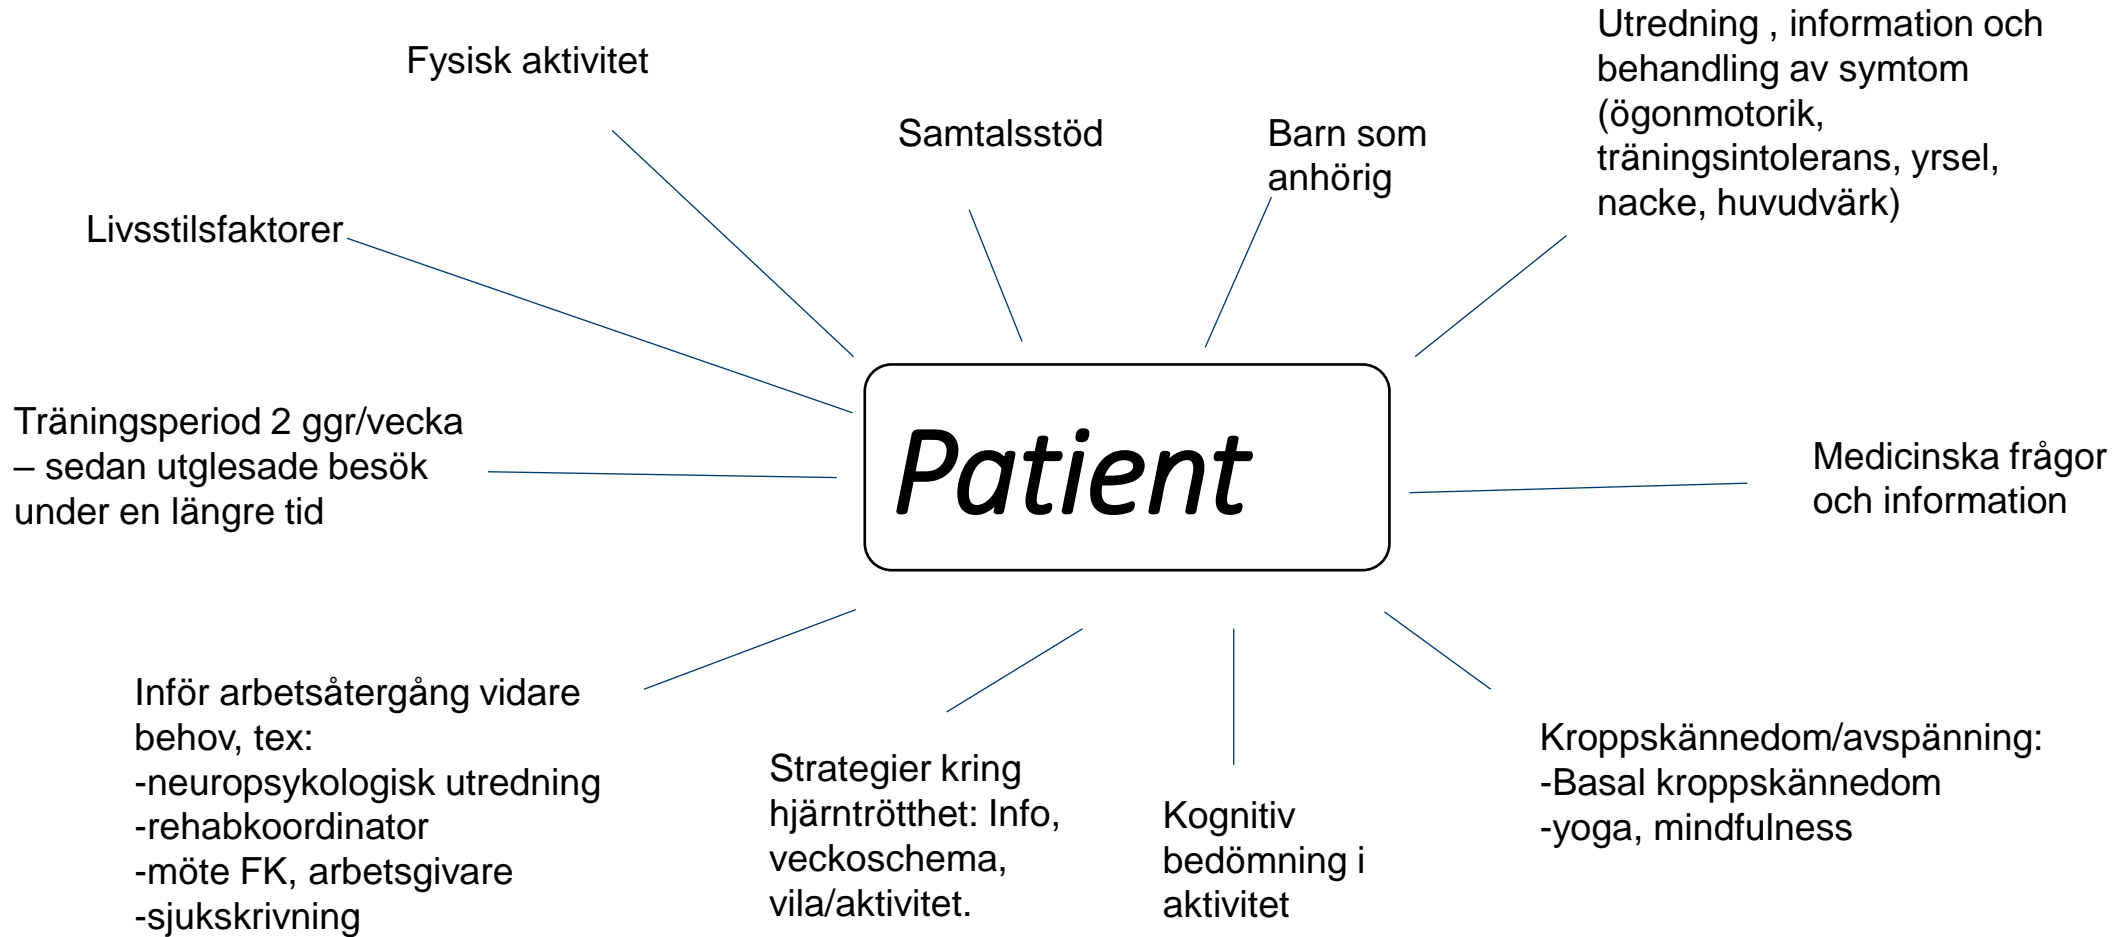 Fysisk aktivitet
Samtalsstöd
Barn som
anhörig
Utredning , information och
behandling av symtom
(ögonmotorik,
träningsintolerans, yrsel,
nacke, huvudvärk)
Livsstilsfaktorer
Träningsperiod 2 ggr/vecka
– sedan utglesade besök
under en längre tid
Patient
Medicinska frågor
och information
Inför arbetsåtergång vidare
behov, tex:
-neuropsykologisk utredning
-rehabkoordinator
-möte FK, arbetsgivare
-sjukskrivning
Strategier kring
hjärntrötthet: Info,
veckoschema,
vila/aktivitet.
Kognitiv
bedömning i
aktivitet
Kroppskännedom/avspänning:
-Basal kroppskännedom
-yoga, mindfulness